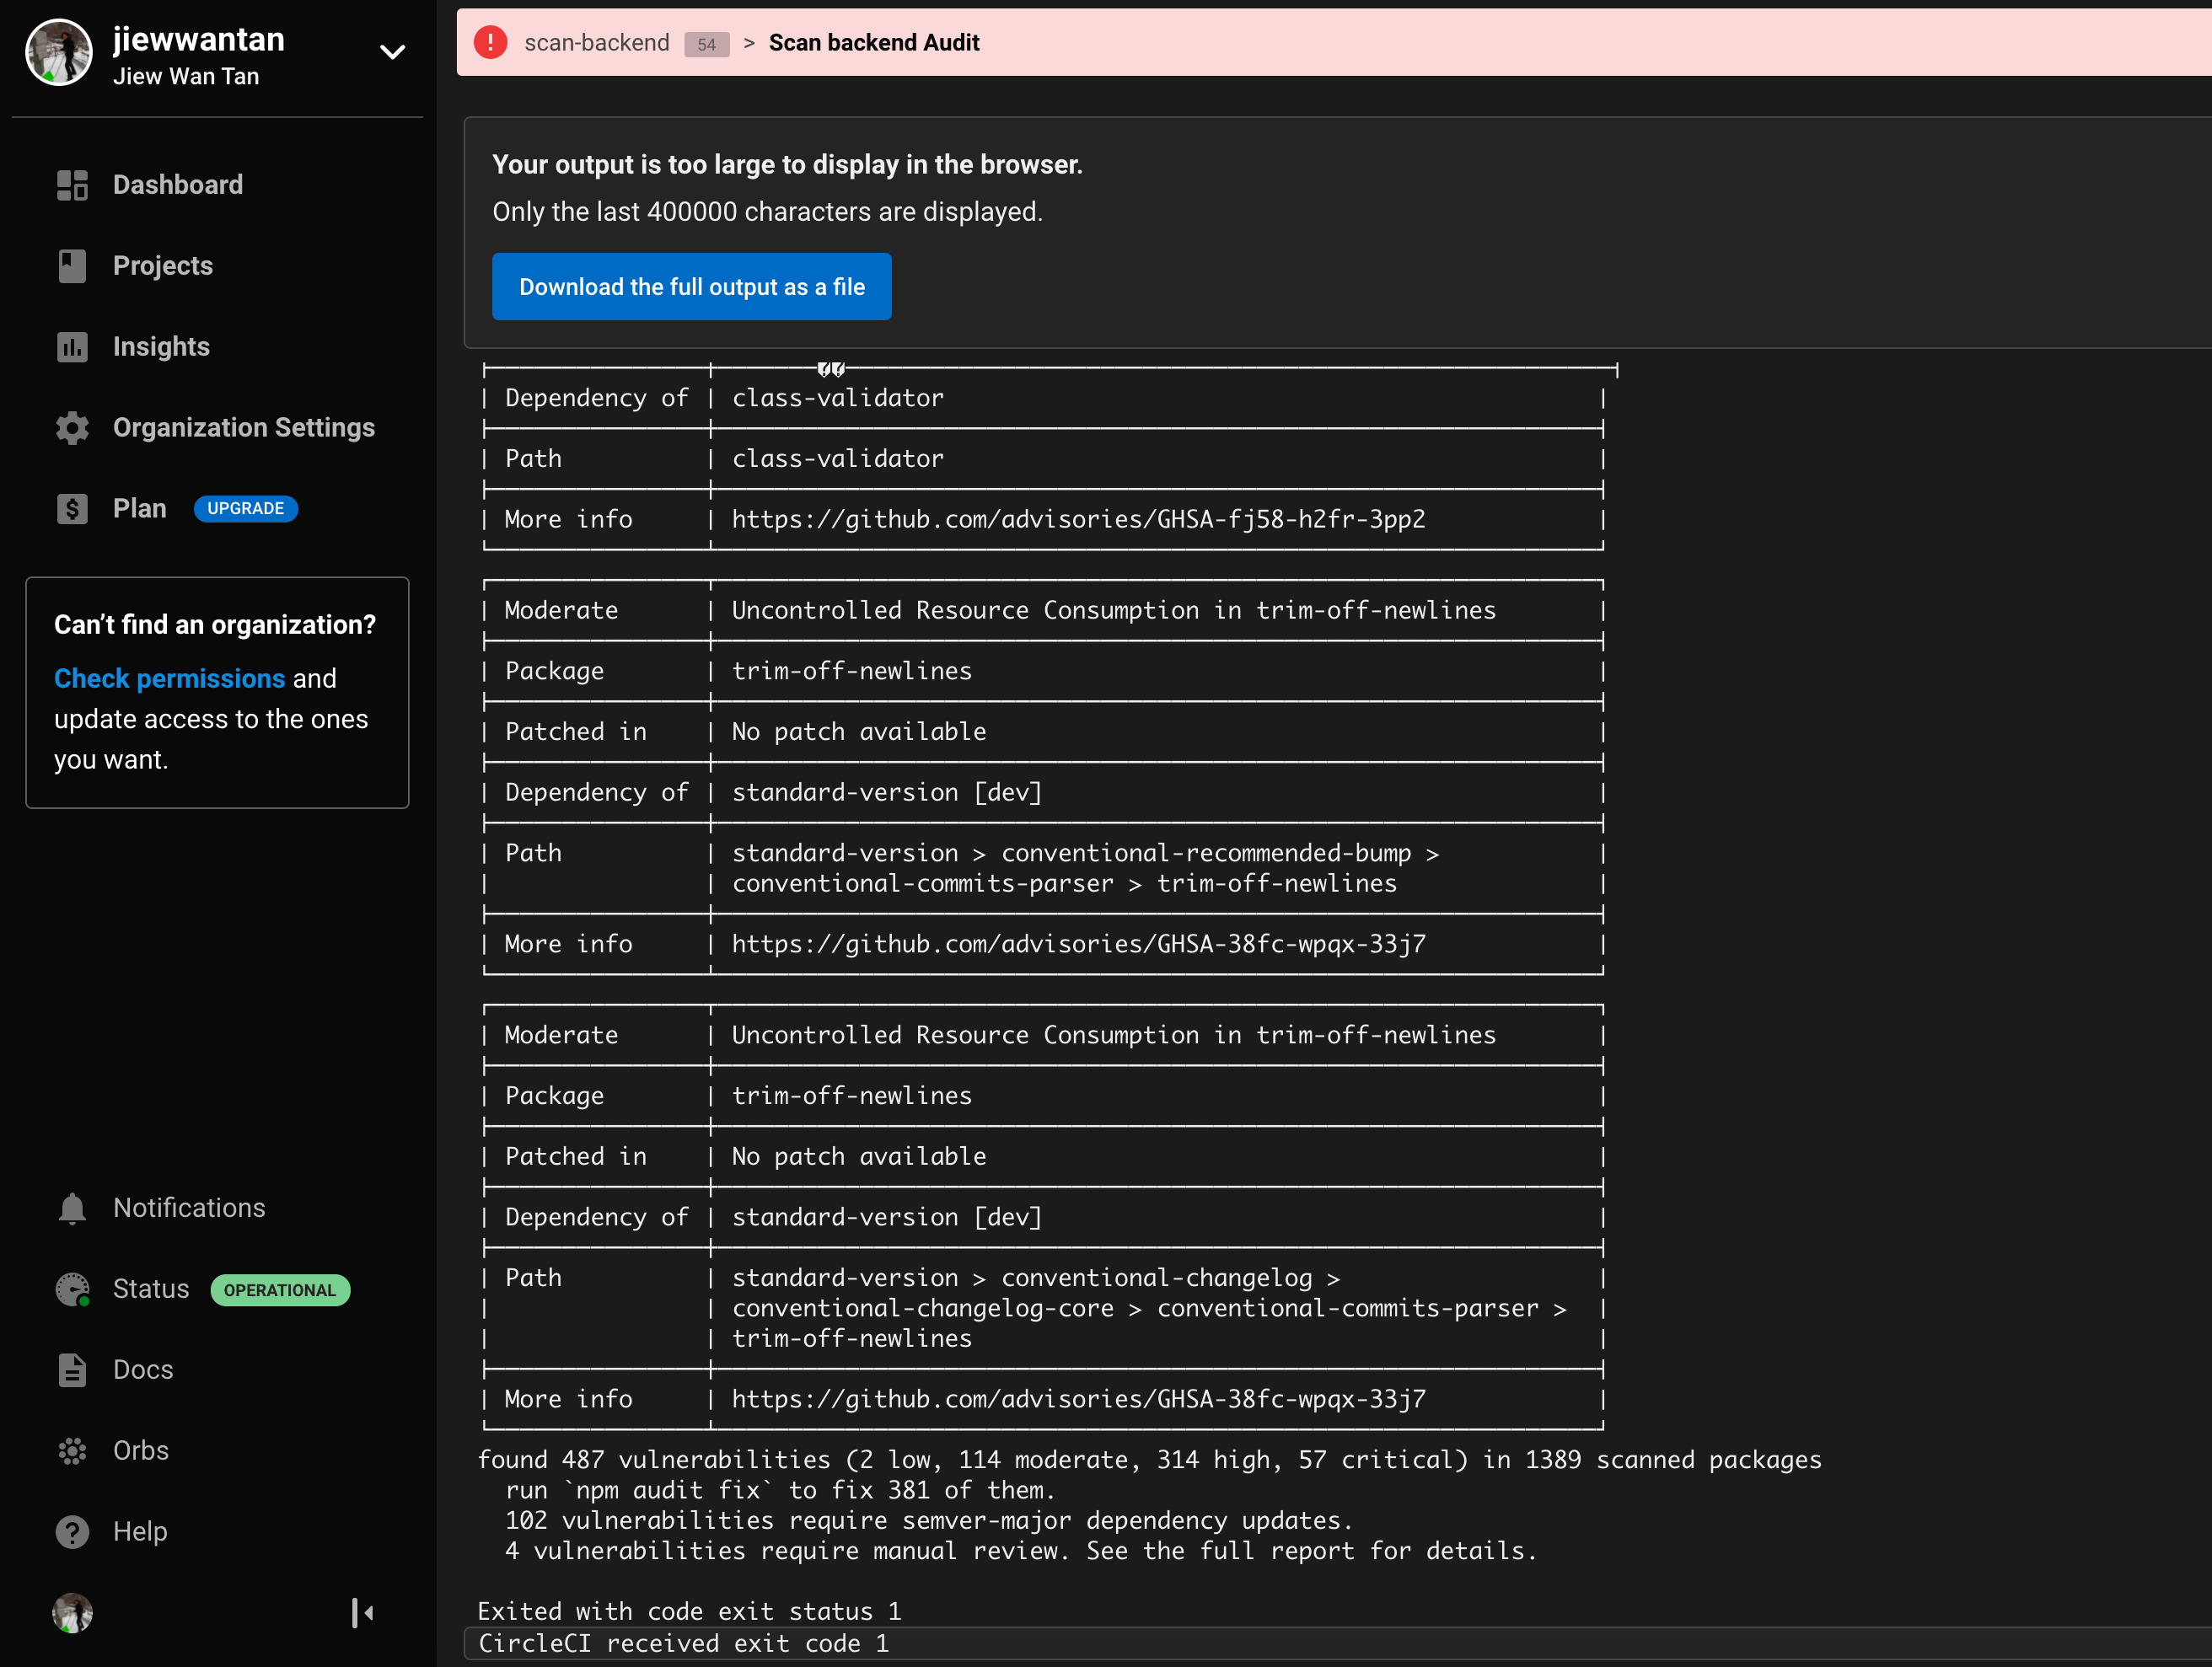 jiewwantan
Jiew Wan Tan
Dashboard
Projects
Insights
Organization Settings
Plan UPGRADE
Can’t find an organization?
Check permissions and
update access to the ones
you want.
Notifications
Status OPERATIONAL
Docs
Orbs
Help
scan-backend 54 > Scan backend Audit
Your output is too large to display in the browser.
Only the last 400000 characters are displayed.
Download the full output as a file
Dependency of | class-validator
Path | class-validator
More info | https://github.com/advisories/GHSA-fj58-h2fr-3pp2
Moderate | Uncontrolled Resource Consumption in trim-off-newlines
Package | trim-off-newlines
Patched in | No patch available
Dependency of | standard-version [dev]
Path | standard-version > conventional-recommended-bump >
conventional-commits-parser > trim-off-newlines
More info | https://github.com/advisories/GHSA-38fc-wpqx-33j7
Moderate | Uncontrolled Resource Consumption in trim-off-newlines
Package | trim-off-newlines
Patched in | No patch available
Dependency of | standard-version [dev]
Path | standard-version > conventional-changelog >
conventional-changelog-core > conventional-commits-parser >
trim-off-newlines
More info | https://github.com/advisories/GHSA-38fc-wpqx-33j7
found 487 vulnerabilities (2 low, 114 moderate, 314 high, 57 critical) in 1389 scanned packages
run `npm audit fix` to fix 381 of them.
102 vulnerabilities require semver-major dependency updates.
4 vulnerabilities require manual review. See the full report for details.
Exited with code exit status 1
CircleCI received exit code 1